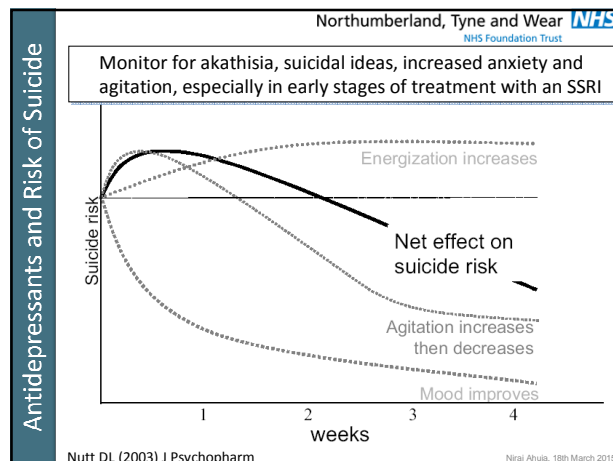 Northumberland, Tyne and Wear NHS
NHS Foundation Trust
Antidepressants and Risk of Suicide
Monitor for akathisia, suicidal ideas, increased anxiety and
agitation, especially in early stages of treatment with an SSRI
Suicide risk
Energization increases
Net effect on
suicide risk
Agitation increases
then decreases
Mood improves
1 2 3 4
weeks
Nutt DL (2003) J Psychopharm
Niraj Ahuja, 18th March 2015